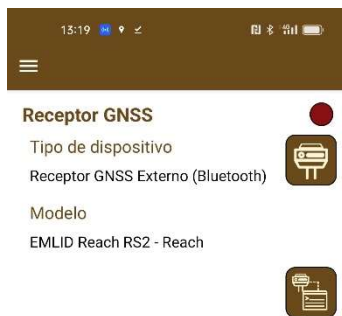 13:19
Receptor GNSS
Tipo de dispositivo
Receptor GNSS Externo (Bluetooth)
Modelo
EMLID Reach RS2 - Reach